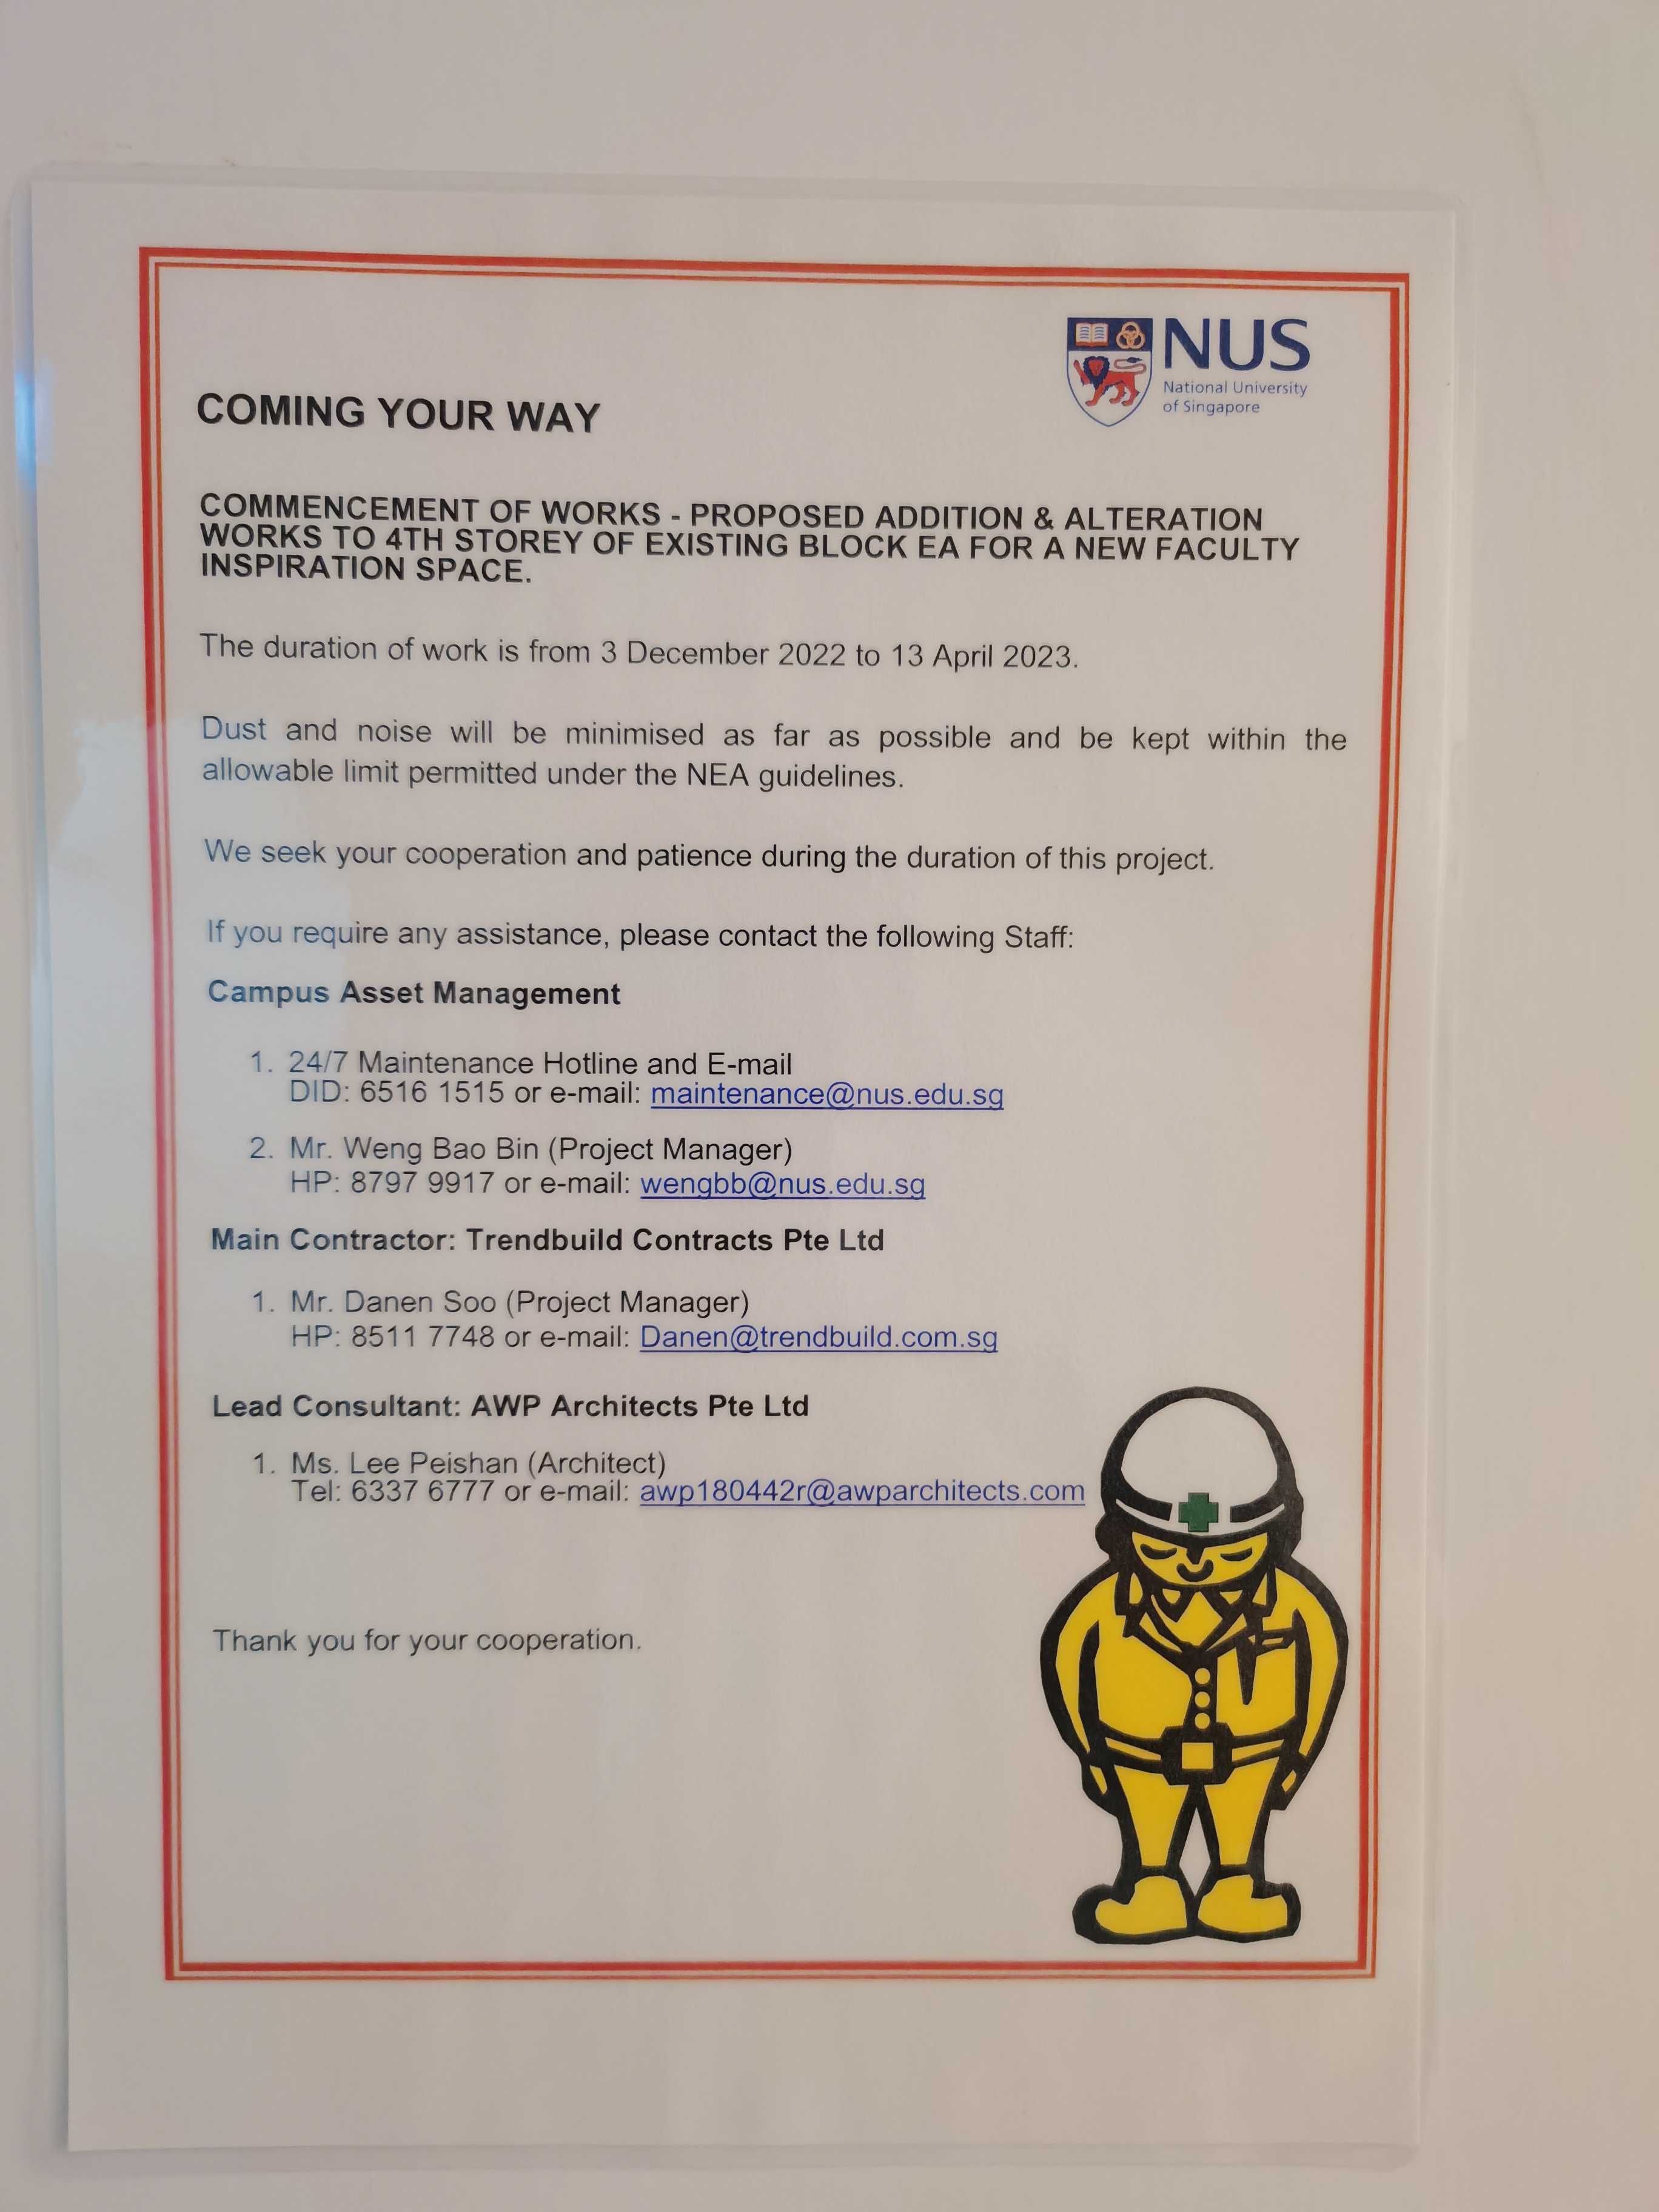 NUS
National University
of Singapore
COMING YOUR WAY
COMMENCEMENT OF WORKS - PROPOSED ADDITION & ALTERATION
WORKS TO 4TH STOREY OF EXISTING BLOCK EA FOR A NEW FACULTY
INSPIRATION SPACE.
The duration of work is from 3 December 2022 to 13 April 2023.
Dust and noise will be minimised as far as possible and be kept within the
allowable limit permitted under the NEA guidelines.
We seek your cooperation and patience during the duration of this project.
If you require any assistance, please contact the following Staff:
Campus Asset Management
1. 24/7 Maintenance Hotline and E-mail
DID: 6516 1515 or e-mail: maintenance@nus.edu.sg
2. Mr. Weng Bao Bin (Project Manager)
HP: 8797 9917 or e-mail: wengbb@nus.edu.sg
Main Contractor: Trendbuild Contracts Pte Ltd
1. Mr. Danen Soo (Project Manager)
HP: 8511 7748 or e-mail: Danen@trendbuild.com.sg
Lead Consultant: AWP Architects Pte Ltd
1. Ms. Lee Peishan (Architect)
Tel: 6337 6777 or e-mail: awp180442r@awparchitects.com
Thank you for your cooperation.